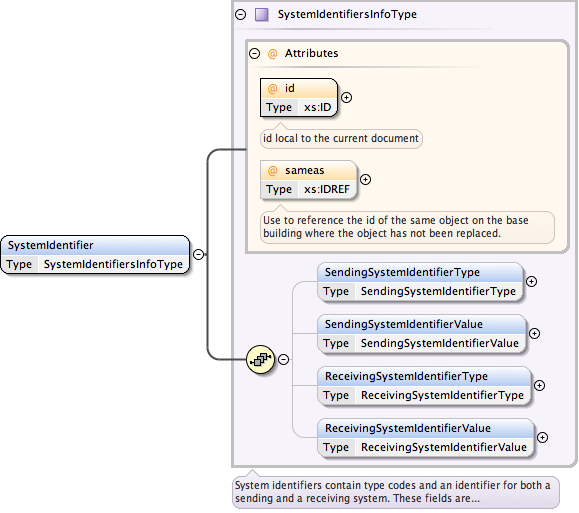 SystemIdentifiersInfoType
@ Attributes
@ id
Type xs:ID
id local to the current document
@ sameas
Type xs:IDREF
Use to reference the id of the same object on the base
building where the object has not been replaced.
SystemIdentifier
Type SystemIdentifiersInfoType
SendingSystemIdentifierType
Type SendingSystemIdentifierType
SendingSystemIdentifierValue
Type SendingSystemIdentifierValue
ReceivingSystemIdentifierType
Type ReceivingSystemIdentifierType
ReceivingSystemIdentifierValue
Type ReceivingSystemIdentifierValue
System identifiers contain type codes and an identifier for both a
sending and a receiving system. These fields are...